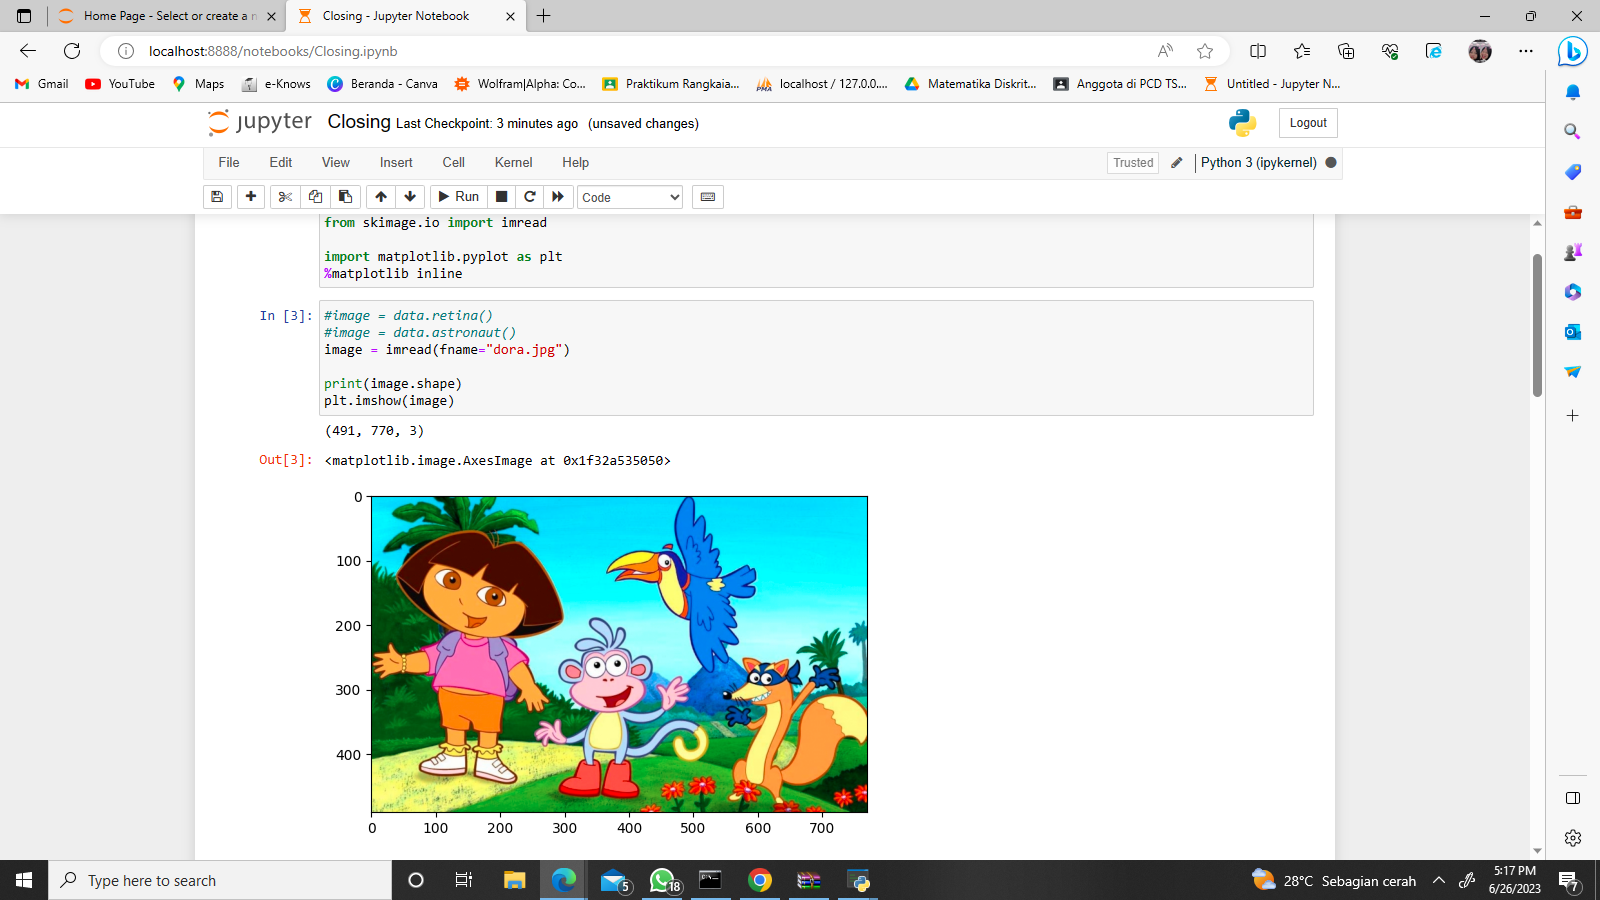 Home Page - Select or create a n
Closing - Jupyter Notebook
localhost:8888/notebooks/Closing.ipynb
Gmail
YouTube
Maps
e-Knows
Beranda - Canva
Wolfram|Alpha: Co...
Praktikum Rangkaia...
localhost / 127.0.0....
Matematika Diskrit...
Anggota di PCD TS...
Untitled - Jupyter N...
jupyter Closing Last Checkpoint: 3 minutes ago (unsaved changes)
Logout
File Edit View Insert Cell Kernel Help
Trusted
Python 3 (ipykernel)
Run
Code
from skimage.io import imread
import matplotlib.pyplot as plt
%matplotlib inline
In [3]:
#image = data.retina()
#image = data.astronaut()
image = imread(fname="dora.jpg")
print(image.shape)
plt.imshow(image)
(491, 770, 3)
Out[3]: <matplotlib.image.AxesImage at 0x1f32a535050>
0
100
200
300
400
0 100 200 300 400 500 600 700
Type here to search
5
18
28°C Sebagian cerah
5:17 PM
6/26/2023
7